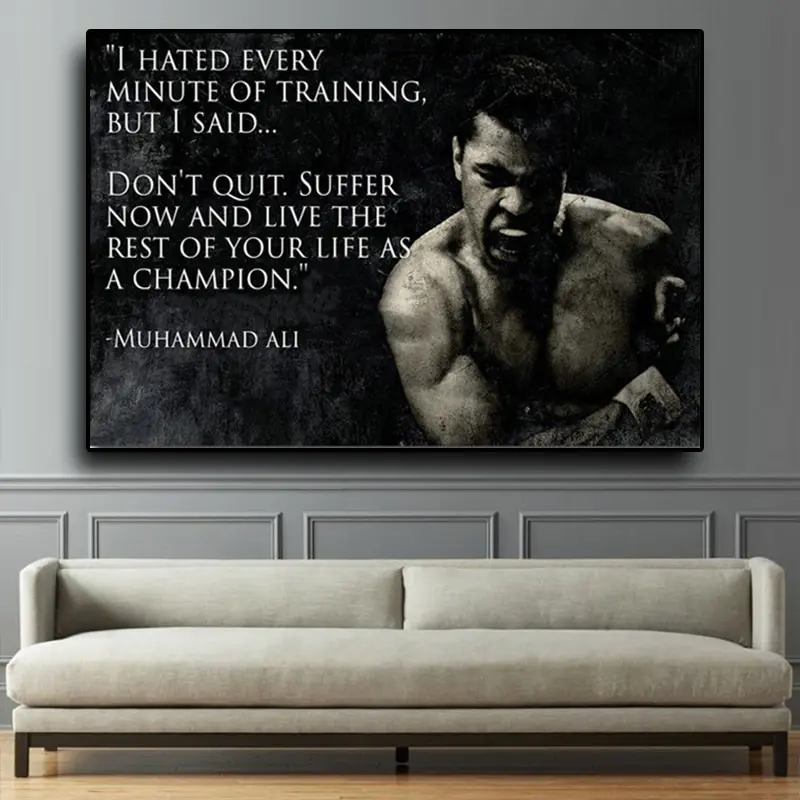 "I HATED EVERY
MINUTE OF TRAINING,
BUT I SAID...
DON'T QUIT. SUFFER
NOW AND LIVE THE
REST OF YOUR LIFE AS
A CHAMPION."
-MUHAMMAD ALI